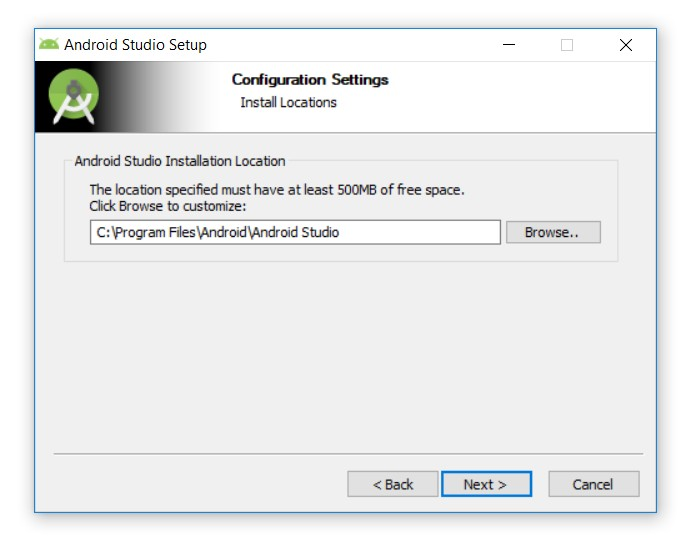 Android Studio Setup
Configuration Settings
Install Locations
Android Studio Installation Location
The location specified must have at least 500MB of free space.
Click Browse to customize:
C:\Program Files\Android\Android Studio
Browse..
< Back
Next >
Cancel